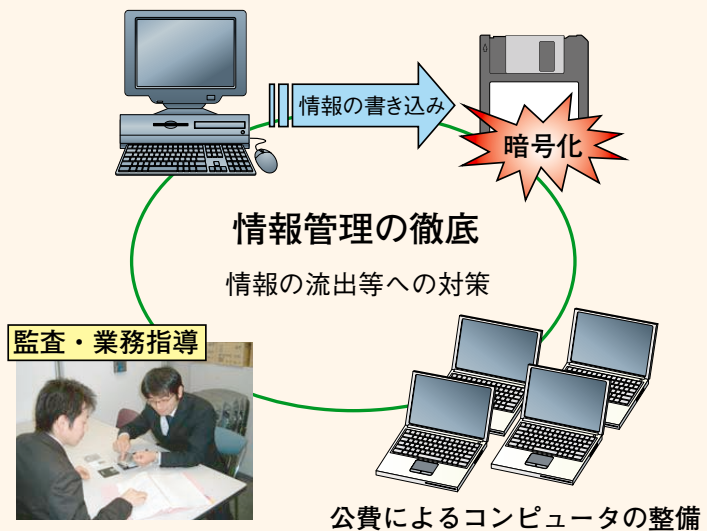 情報の書き込み
暗号化
情報管理の徹底
情報の流出等への対策
監査・業務指導
公費によるコンピュータの整備